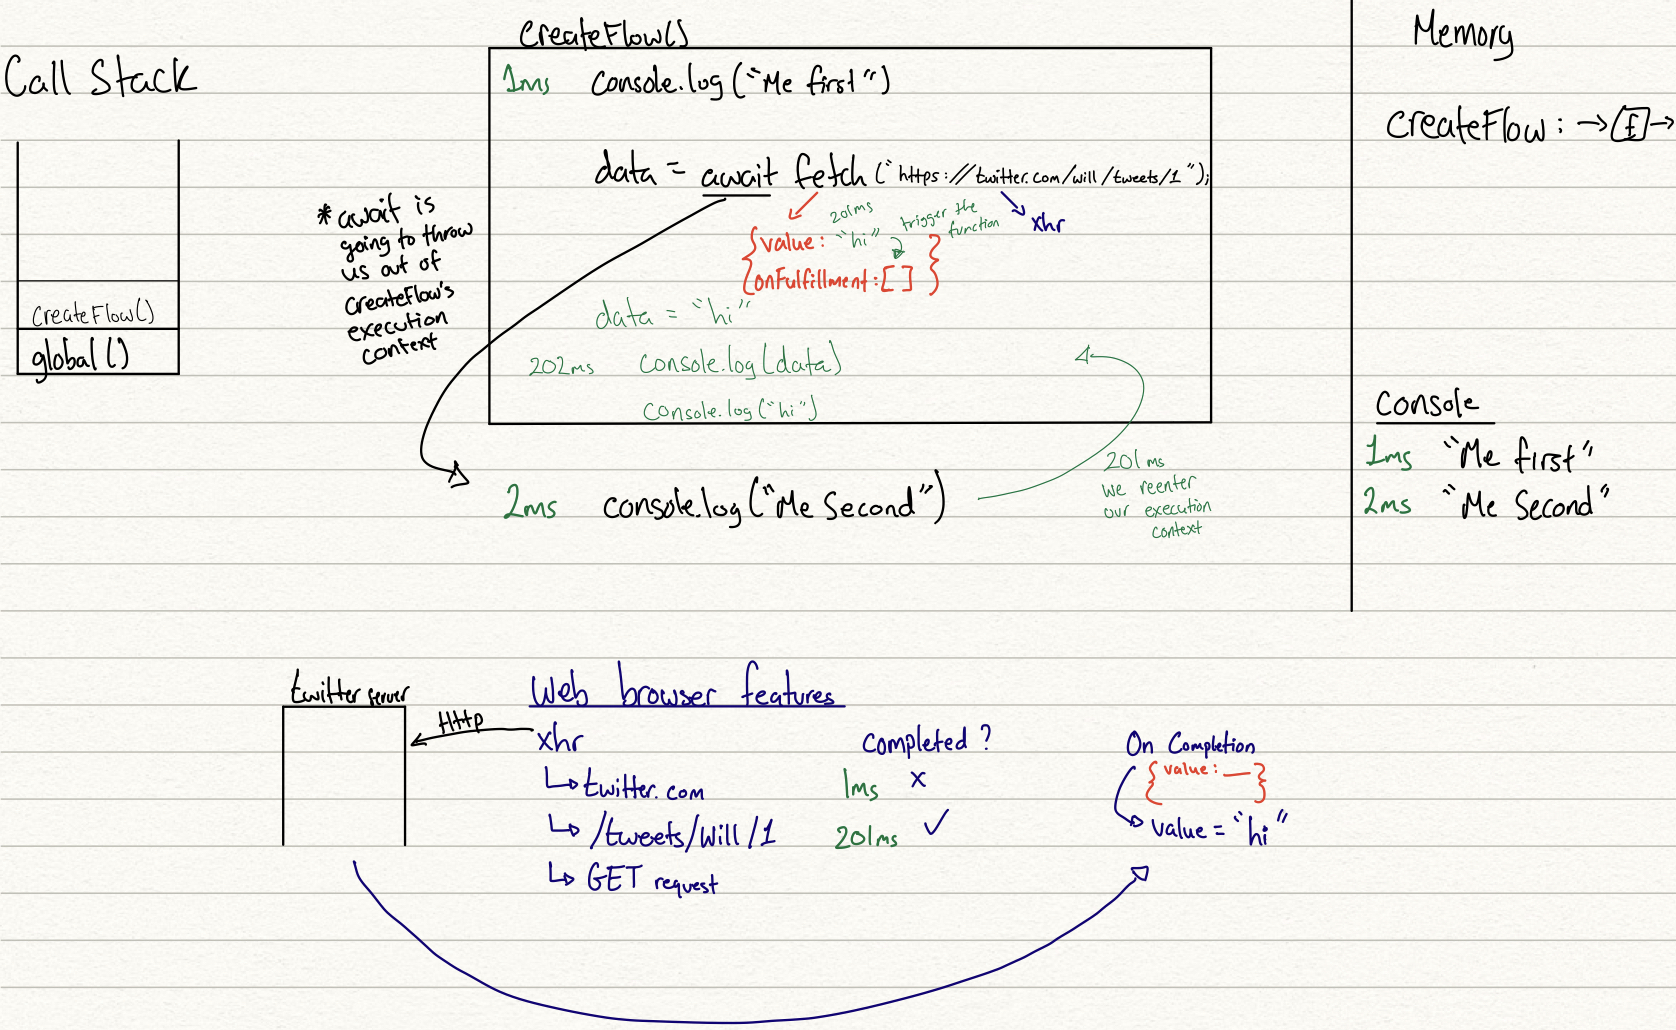 Call Stack
createFlow()
global()
* await is
going to throw
us out of
createFlow's
execution
context
CreateFlow()
1ms console.log("Me first")
data = await fetch("https://twitter.com/will/tweets/1");
201ms
trigger the
function
xhr
{value: "hi"
onFulfillment:[ ] }
data = "hi"
202ms console.log(data)
console.log("hi")
2ms console.log("Me Second")
201ms
we reenter
our execution
context
Memory
CreateFlow: → [f] →
Console
1ms "Me first"
2ms "Me Second"
twitter server
Http
Web browser features
xhr
↳ twitter.com
↳ /tweets/Will/1
↳ GET request
Completed ?
1ms x
201ms ✓
On Completion
{value: __ }
value = "hi"